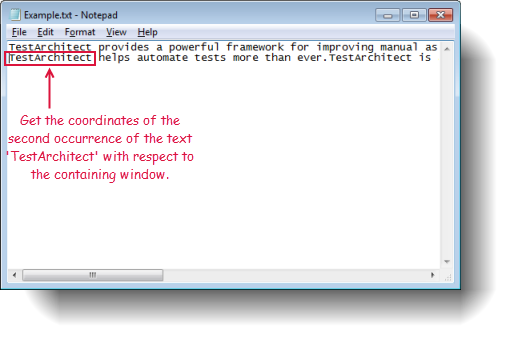 Example.txt - Notepad
File Edit Format View Help
TestArchitect provides a powerful framework for improving manual as
TestArchitect helps automate tests more than ever.TestArchitect is
Get the coordinates of the
second occurrence of the text
'TestArchitect' with respect to
the containing window.